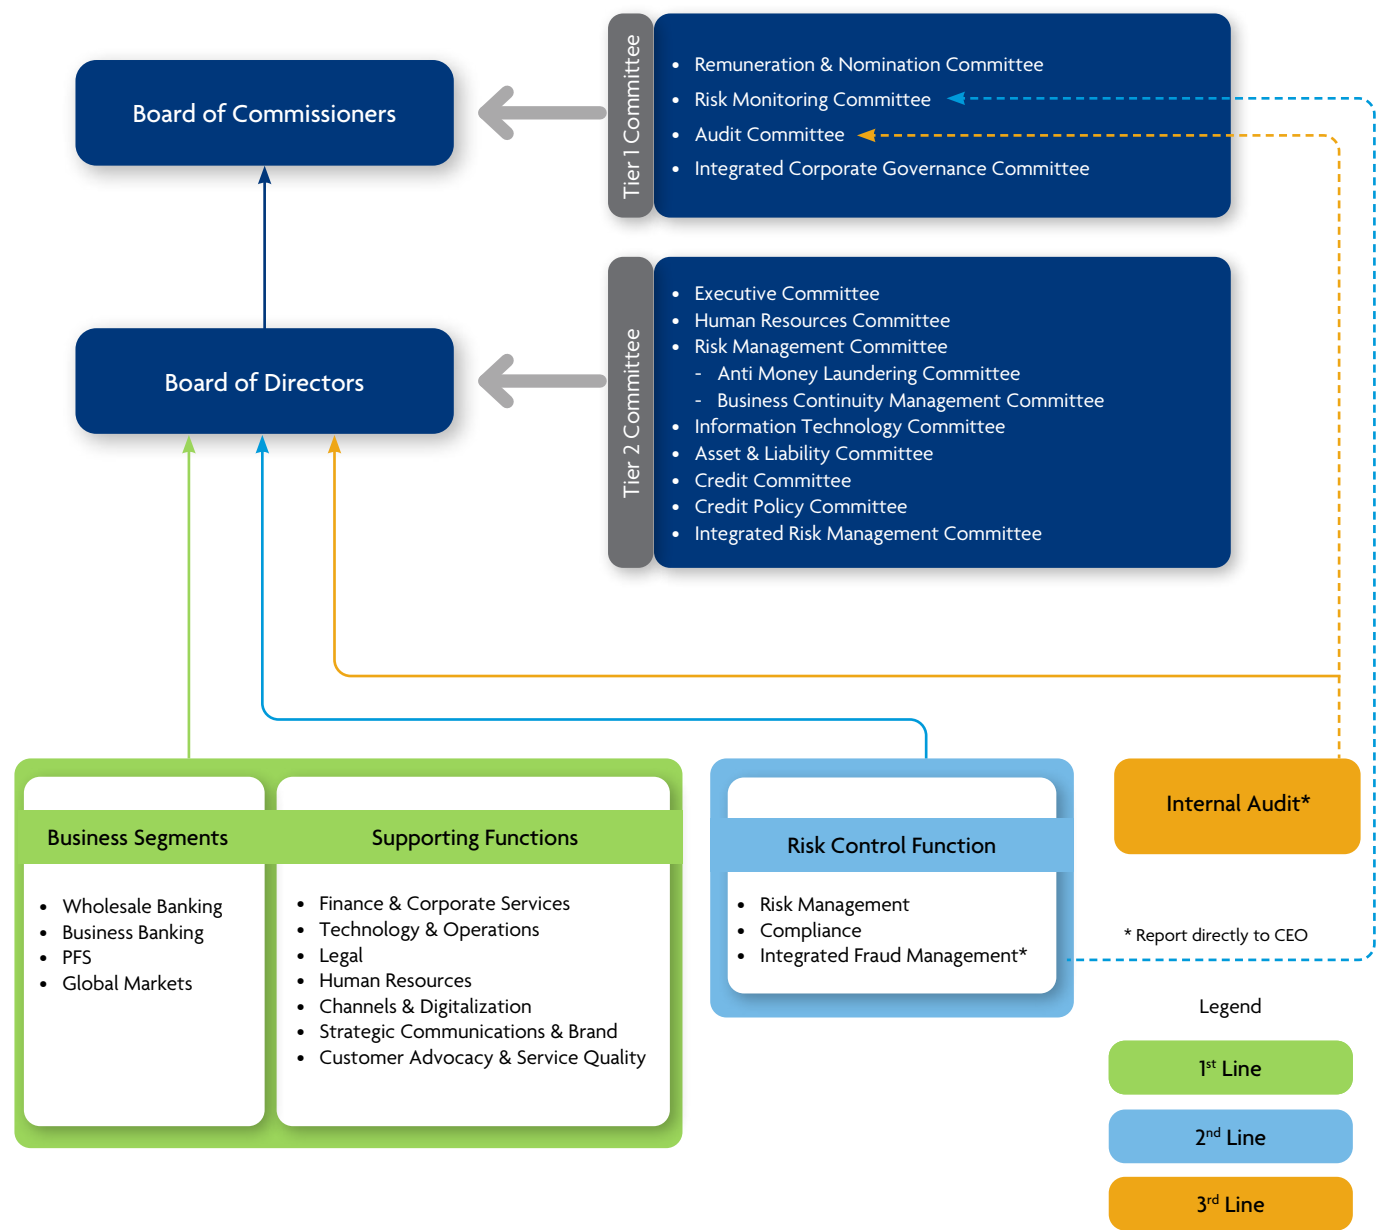 Board of Commissioners
Tier 1 Committee
• Remuneration & Nomination Committee
• Risk Monitoring Committee
• Audit Committee
• Integrated Corporate Governance Committee
Board of Directors
Tier 2 Committee
• Executive Committee
• Human Resources Committee
• Risk Management Committee
- Anti Money Laundering Committee
- Business Continuity Management Committee
• Information Technology Committee
• Asset & Liability Committee
• Credit Committee
• Credit Policy Committee
• Integrated Risk Management Committee
Business Segments
• Wholesale Banking
• Business Banking
• PFS
• Global Markets
Supporting Functions
• Finance & Corporate Services
• Technology & Operations
• Legal
• Human Resources
• Channels & Digitalization
• Strategic Communications & Brand
• Customer Advocacy & Service Quality
Risk Control Function
• Risk Management
• Compliance
• Integrated Fraud Management*
Internal Audit*
* Report directly to CEO
Legend
1st Line
2nd Line
3rd Line